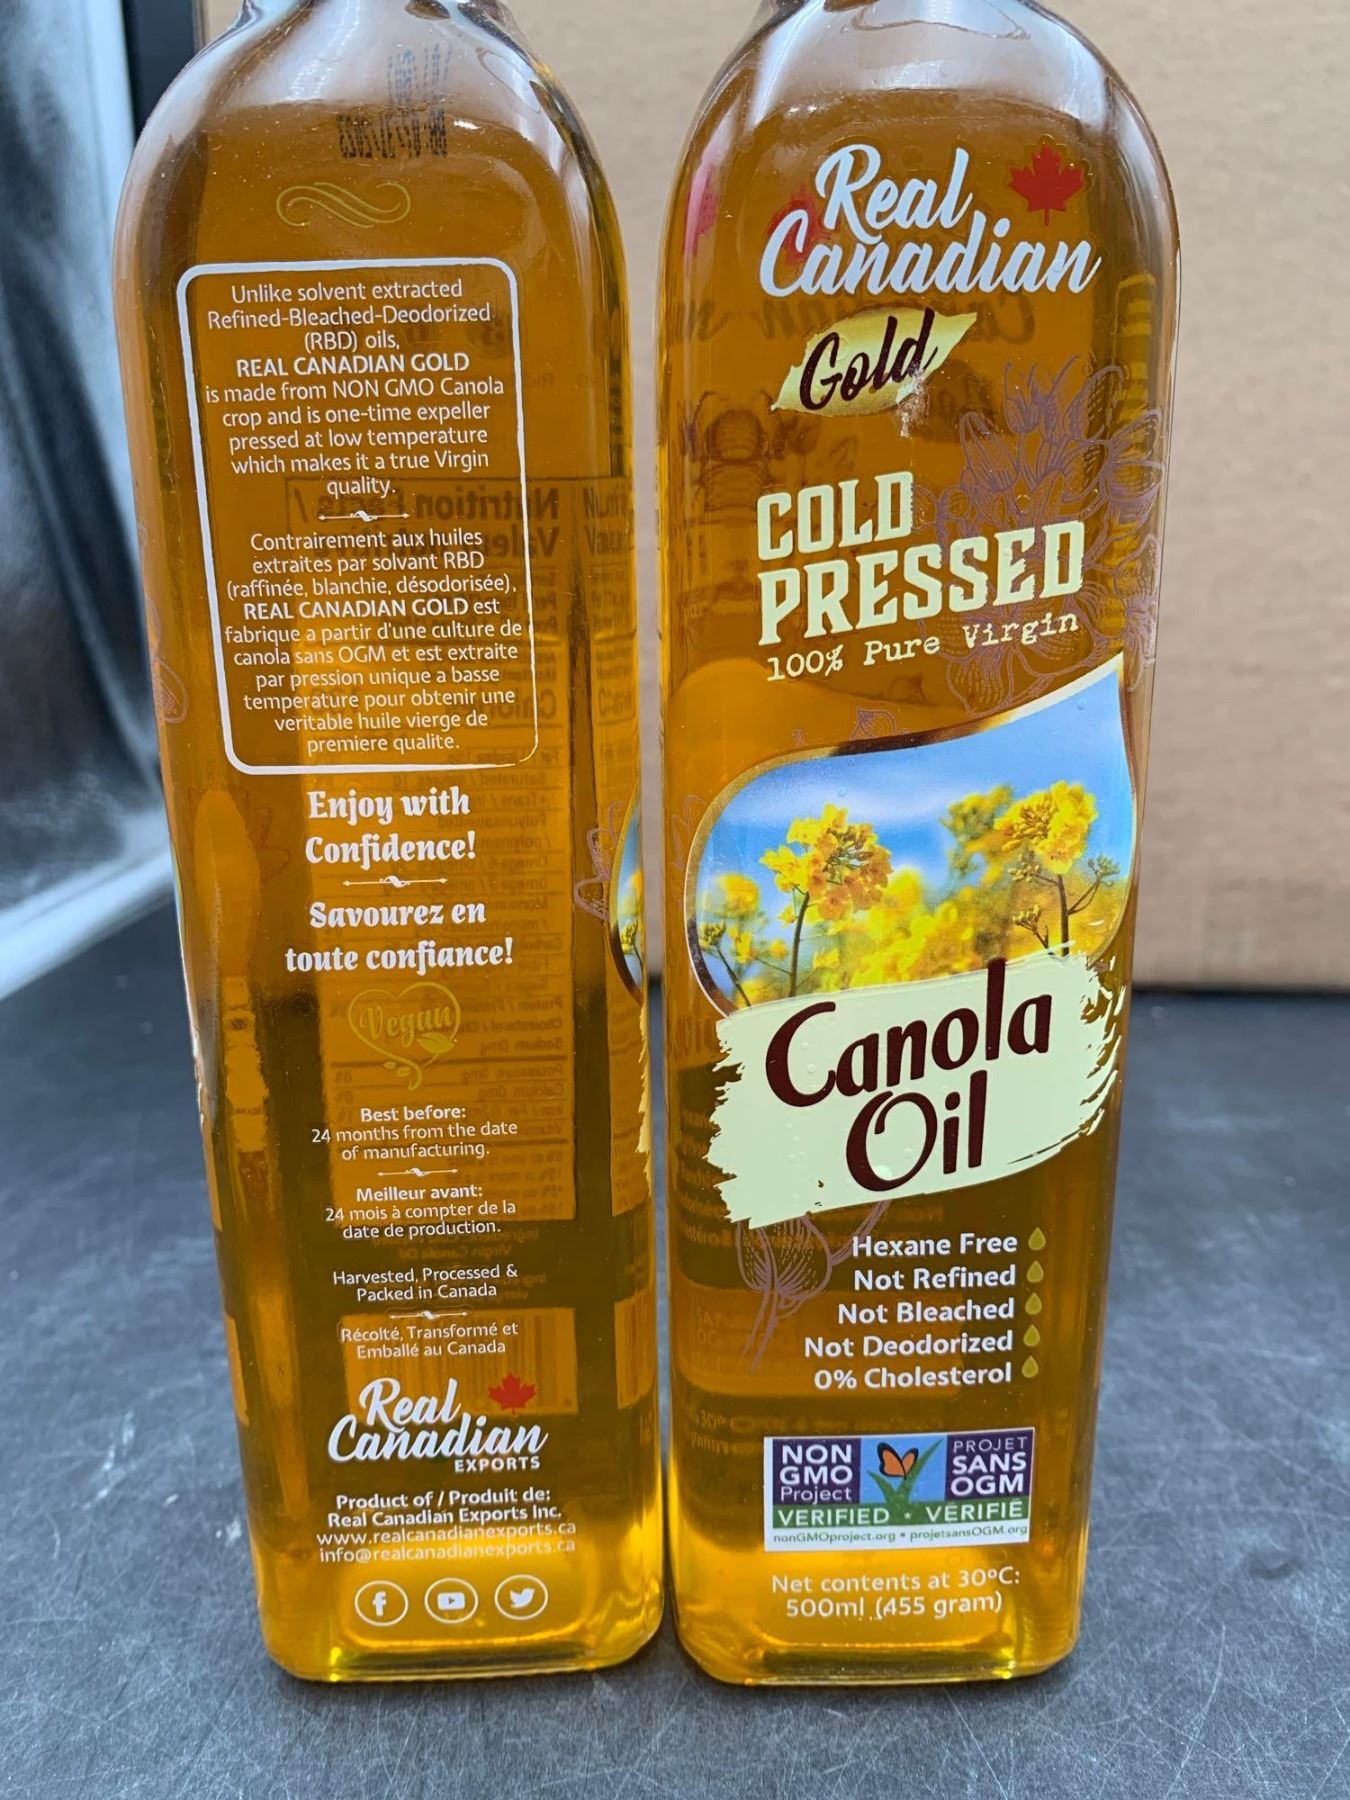 Unlike solvent extracted
Refined-Bleached-Deodorized
(RBD) oils,
REAL CANADIAN GOLD
is made from NON GMO Canola
crop and is one-time expeller
pressed at low temperature
which makes it a true Virgin
quality.
Contrairement aux huiles
extraites par solvant RBD
(raffinée, blanchie, désodorisée),
REAL CANADIAN GOLD est
fabrique a partir d'une culture de
canola sans OGM et est extraite
par pression unique a basse
temperature pour obtenir une
veritable huile vierge de
premiere qualite.
Enjoy with
Confidence!
Savourez en
toute confiance!
Vegan
Best before:
24 months from the date
of manufacturing.
Meilleur avant:
24 mois à compter de la
date de production.
Harvested, Processed &
Packed in Canada
Récolté, Transformé et
Emballé au Canada
Real
Canadian
EXPORTS
Product of / Produit de:
Real Canadian Exports Inc.
www.realcanadianexports.ca
info@realcanadianexports.ca
Real
Canadian
Gold
COLD
PRESSED
100% Pure Virgin
Canola
Oil
Hexane Free
Not Refined
Not Bleached
Not Deodorized
0% Cholesterol
NON
GMO
Project
PROJET
SANS
OGM
VERIFIED • VÉRIFIÉ
nonGMOproject.org • projetsansOGM.org
Net contents at 30°C:
500ml (455 gram)